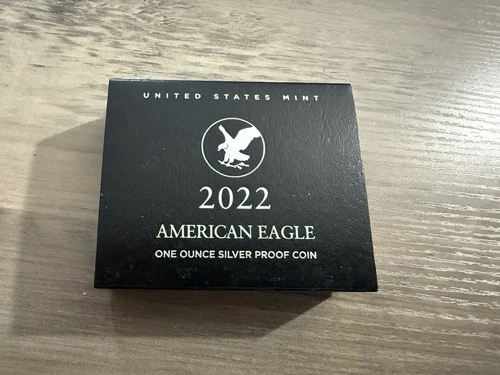 UNITED STATES MINT
2022
AMERICAN EAGLE
ONE OUNCE SILVER PROOF COIN